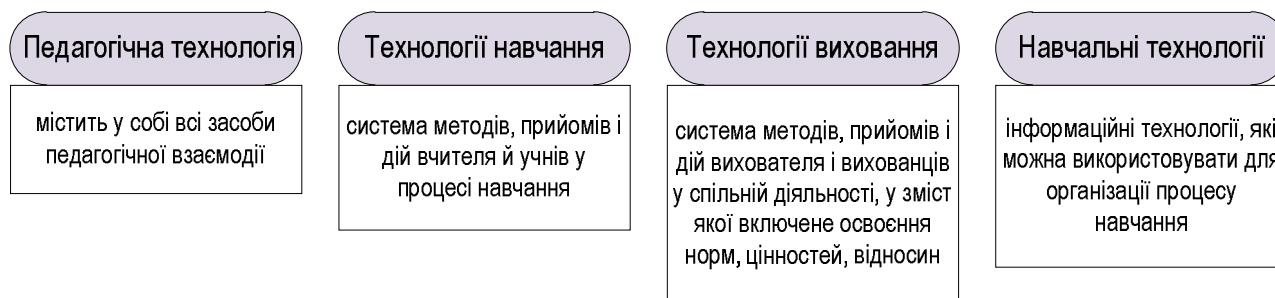 Педагогічна технологія
містить у собі всі засоби
педагогічної взаємодії
Технології навчання
система методів, прийомів і
дій вчителя й учнів у
процесі навчання
Технології виховання
система методів, прийомів і
дій вихователя і вихованців
у спільній діяльності, у зміст
якої включене освоєння
норм, цінностей, відносин
Навчальні технології
інформаційні технології, які
можна використовувати для
організації процесу
навчання